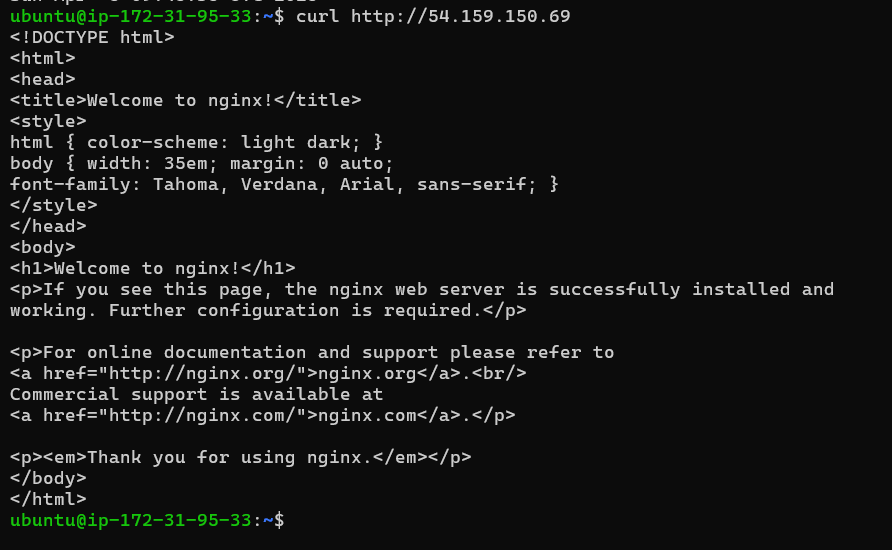 ubuntu@ip-172-31-95-33:~$ curl http://54.159.150.69
<!DOCTYPE html>
<html>
<head>
<title>Welcome to nginx!</title>
<style>
html { color-scheme: light dark; }
body { width: 35em; margin: 0 auto;
font-family: Tahoma, Verdana, Arial, sans-serif; }
</style>
</head>
<body>
<h1>Welcome to nginx!</h1>
<p>If you see this page, the nginx web server is successfully installed and
working. Further configuration is required.</p>

<p>For online documentation and support please refer to
<a href="http://nginx.org/">nginx.org</a>.<br/>
Commercial support is available at
<a href="http://nginx.com/">nginx.com</a>.</p>

<p><em>Thank you for using nginx.</em></p>
</body>
</html>
ubuntu@ip-172-31-95-33:~$